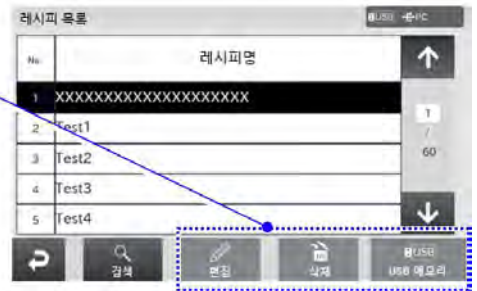 레시피 목록
USB PC
No. 레시피명
1 XXXXXXXXXXXXXXXXXXXX
2 Test1
3 Test2
4 Test3
5 Test4
1
/
60
검색
편집
삭제
USB
USB 메모리